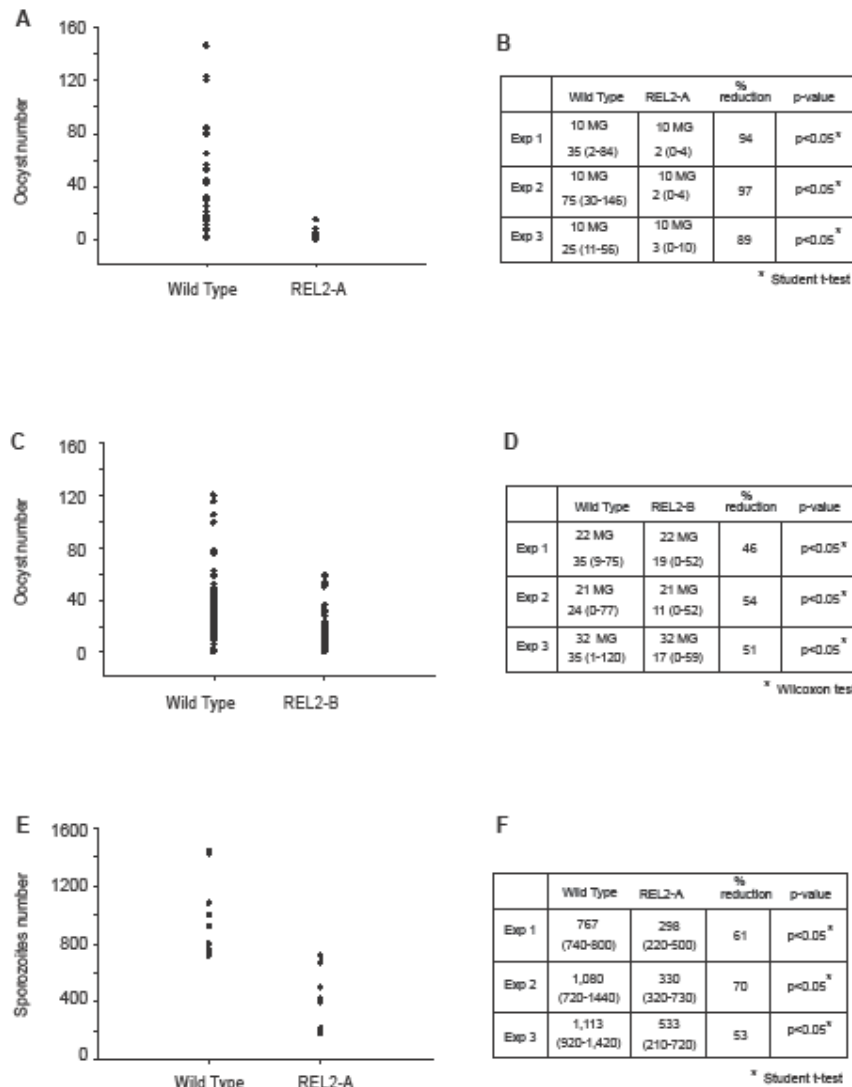 A
160
120
80
40
0
Oocyst number
Wild Type REL2-A
B
Wild Type REL2-A % reduction p-value
Exp 1 10 MG 35 (2-84) 10 MG 2 (0-4) 94 p<0.05*
Exp 2 10 MG 75 (30-146) 10 MG 2 (0-4) 97 p<0.05*
Exp 3 10 MG 25 (11-56) 10 MG 3 (0-10) 89 p<0.05*
* Student t-test
C
160
120
80
40
0
Oocyst number
Wild Type REL2-B
D
Wild Type REL2-B % reduction p-value
Exp 1 22 MG 35 (9-75) 22 MG 19 (0-52) 46 p<0.05*
Exp 2 21 MG 24 (0-77) 21 MG 11 (0-52) 54 p<0.05*
Exp 3 32 MG 35 (1-120) 32 MG 17 (0-59) 51 p<0.05*
* Wilcoxon test
E
1600
1200
800
400
0
Sporozoites number
Wild Type REL2-A
F
Wild Type REL2-A % reduction p-value
Exp 1 767 (740-800) 298 (220-500) 61 p<0.05*
Exp 2 1,080 (720-1440) 330 (320-730) 70 p<0.05*
Exp 3 1,113 (920-1,420) 533 (210-720) 53 p<0.05*
* Student t-test